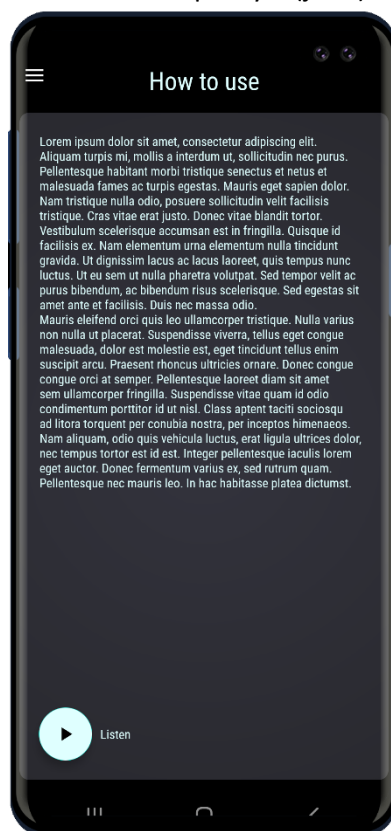 How to use
Lorem ipsum dolor sit amet, consectetur adipiscing elit.
Aliquam turpis mi, mollis a interdum ut, sollicitudin nec purus.
Pellentesque habitant morbi tristique senectus et netus et
malesuada fames ac turpis egestas. Mauris eget sapien dolor.
Nam tristique nulla odio, posuere sollicitudin velit facilisis
tristique. Cras vitae erat justo. Donec vitae blandit tortor.
Vestibulum scelerisque accumsan est in fringilla. Quisque id
facilisis ex. Nam elementum urna elementum nulla tincidunt
gravida. Ut dignissim lacus ac lacus laoreet, quis tempus nunc
luctus. Ut eu sem ut nulla pharetra volutpat. Sed tempor velit ac
purus bibendum, ac bibendum risus scelerisque. Sed egestas sit
amet ante et facilisis. Duis nec massa odio.
Mauris eleifend orci quis leo ullamcorper tristique. Nulla varius
non nulla ut placerat. Suspendisse viverra, tellus eget congue
malesuada, dolor est molestie est, eget tincidunt tellus enim
suscipit arcu. Praesent rhoncus ultricies ornare. Donec congue
congue orci at semper. Pellentesque laoreet diam sit amet
sem ullamcorper fringilla. Suspendisse vitae quam id odio
condimentum porttitor id ut nisl. Class aptent taciti sociosqu
ad litora torquent per conubia nostra, per inceptos himenaeos.
Nam aliquam, odio quis vehicula luctus, erat ligula ultrices dolor,
nec tempus tortor est id est. Integer pellentesque iaculis lorem
eget auctor. Donec fermentum varius ex, sed rutrum quam.
Pellentesque nec mauris leo. In hac habitasse platea dictumst.
Listen